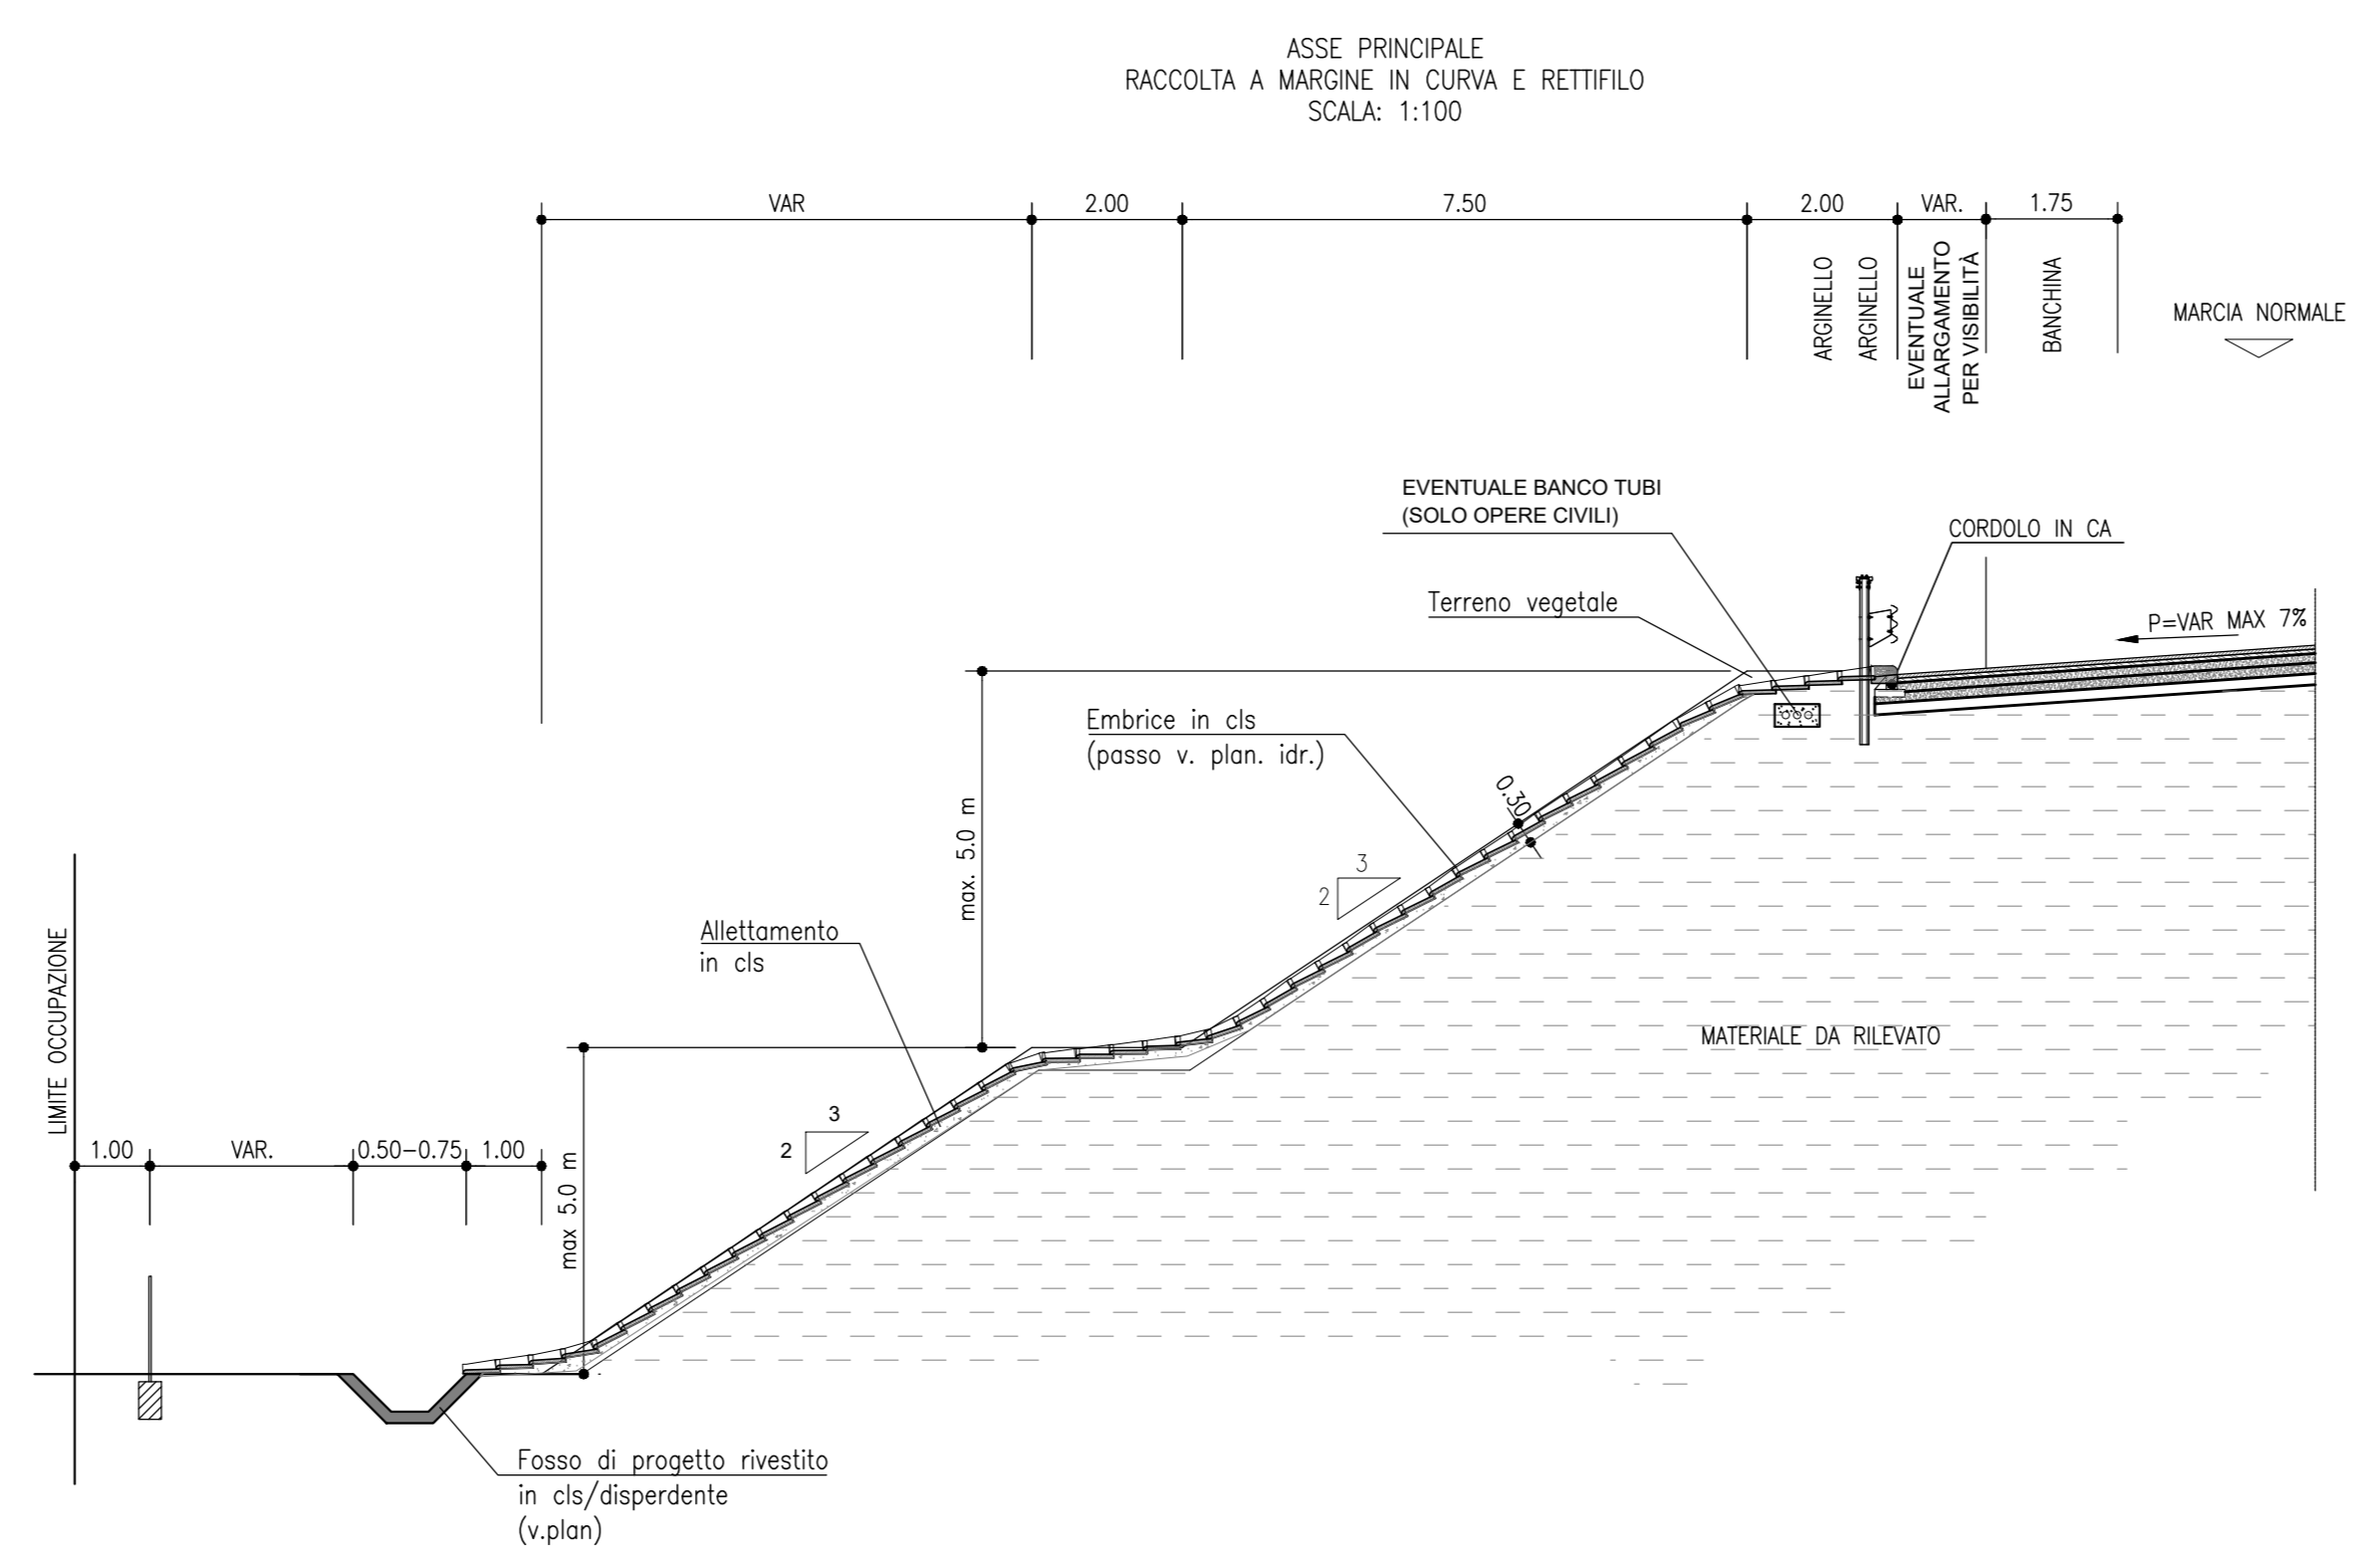 ASSE PRINCIPALE
RACCOLTA A MARGINE IN CURVA E RETTIFILO
SCALA: 1:100
VAR
2.00
7.50
2.00
VAR.
1.75
ARGINELLO
ARGINELLO
EVENTUALE
ALLARGAMENTO
PER VISIBILITÀ
BANCHINA
MARCIA NORMALE
EVENTUALE BANCO TUBI
(SOLO OPERE CIVILI)
CORDOLO IN CA
Terreno vegetale
P=VAR MAX 7%
Embrice in cls
(passo v. plan. idr.)
0.30
max. 5.0 m
3
2
Allettamento
in cls
LIMITE OCCUPAZIONE
MATERIALE DA RILEVATO
3
2
1.00
VAR.
0.50-0.75
1.00
max 5.0 m
Fosso di progetto rivestito
in cls/disperdente
(v.plan)